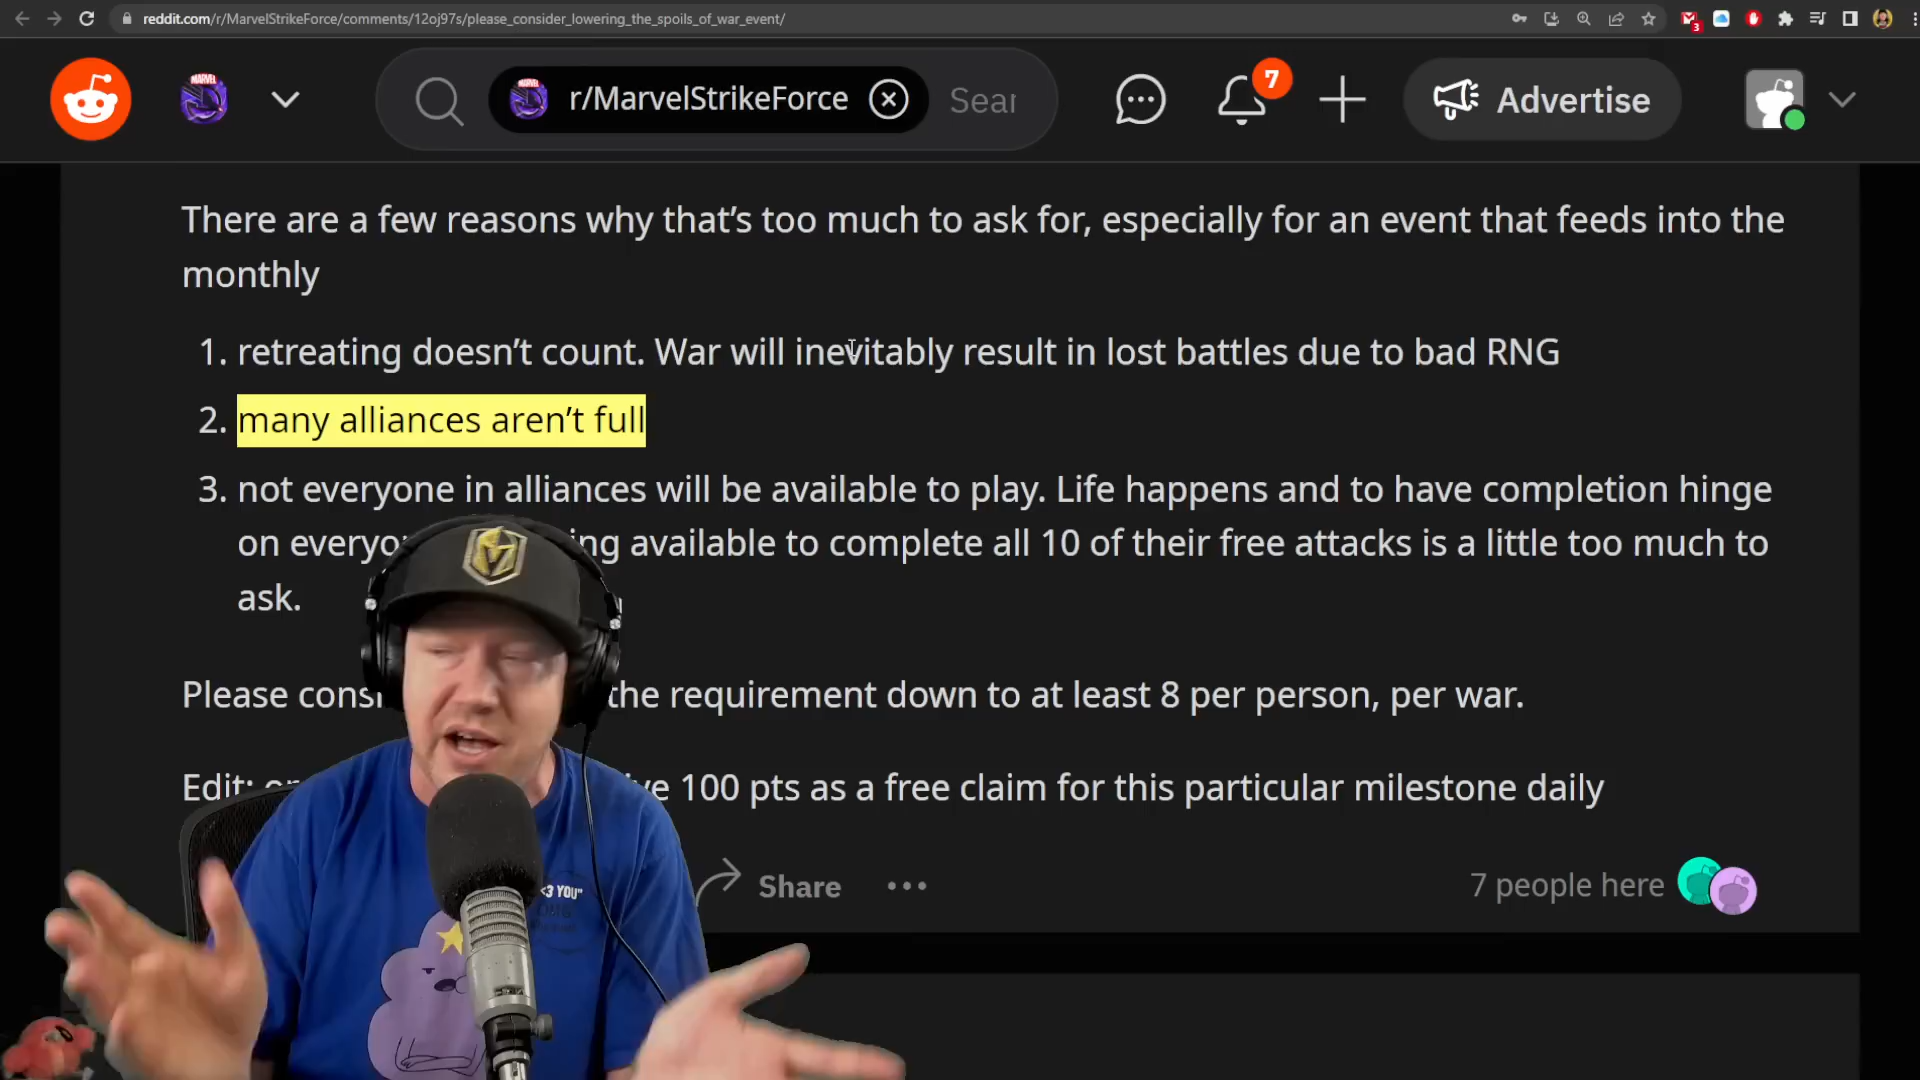 reddit.com/r/MarvelStrikeForce/comments/12oj97s/please_consider_lowering_the_spoils_of_war_event/
3
MARVEL
r/MarvelStrikeForce
Sear
7
Advertise
There are a few reasons why that’s too much to ask for, especially for an event that feeds into the
monthly
1. retreating doesn’t count. War will inevitably result in lost battles due to bad RNG
2. many alliances aren’t full
3. not everyone in alliances will be available to play. Life happens and to have completion hinge
on everyo ng available to complete all 10 of their free attacks is a little too much to
ask.
Please cons the requirement down to at least 8 per person, per war.
Edit: 100 pts as a free claim for this particular milestone daily
Share
7 people here
<3 YOU"